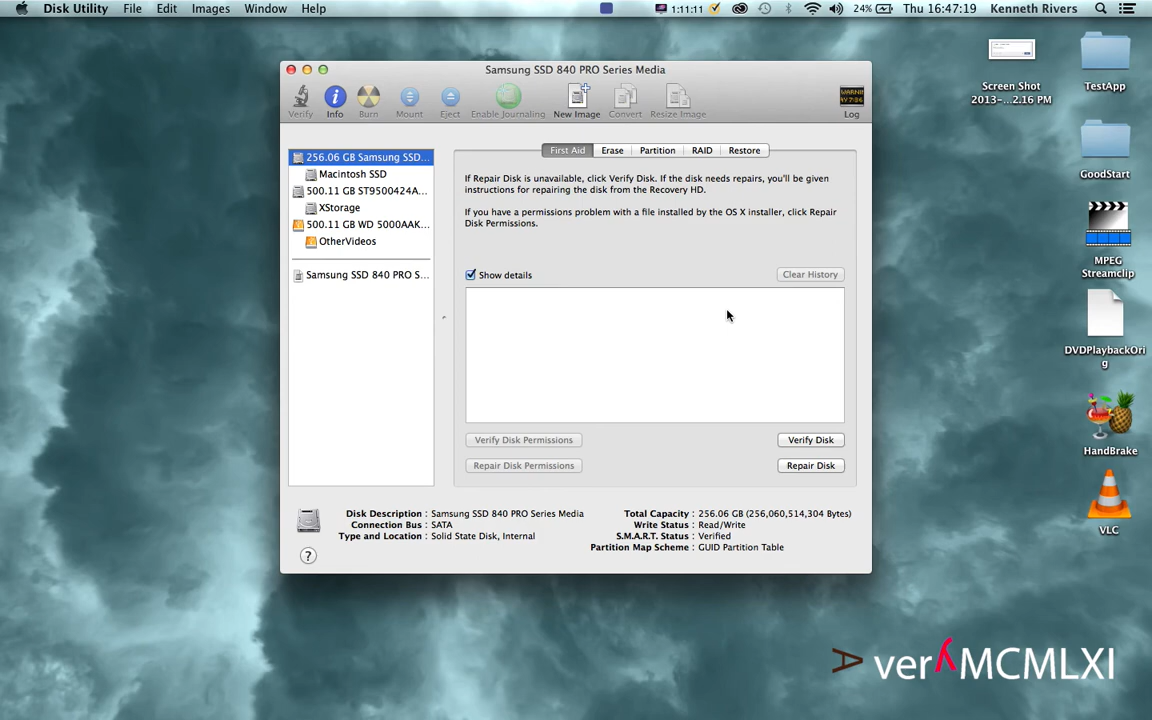 Disk Utility File Edit Images Window Help 1:11:11 24% Thu 16:47:19 Kenneth Rivers
Samsung SSD 840 PRO Series Media
Verify Info Burn Mount Eject Enable Journaling New Image Convert Resize Image Log
WARNIN
AY 7:36
256.06 GB Samsung SSD...
Macintosh SSD
500.11 GB ST9500424A...
XStorage
500.11 GB WD 5000AAK...
OtherVideos
Samsung SSD 840 PRO S...
First Aid Erase Partition RAID Restore
If Repair Disk is unavailable, click Verify Disk. If the disk needs repairs, you'll be given
instructions for repairing the disk from the Recovery HD.
If you have a permissions problem with a file installed by the OS X installer, click Repair
Disk Permissions.
Show details Clear History
Verify Disk Permissions Verify Disk
Repair Disk Permissions Repair Disk
Disk Description : Samsung SSD 840 PRO Series Media
Connection Bus : SATA
Type and Location : Solid State Disk, Internal
Total Capacity : 256.06 GB (256,060,514,304 Bytes)
Write Status : Read/Write
S.M.A.R.T. Status : Verified
Partition Map Scheme : GUID Partition Table
?
Screen Shot
2013-...2.16 PM
TestApp
GoodStart
MPEG
Streamclip
DVDPlaybackOri
g
HandBrake
VLC
AveryMCMLXI